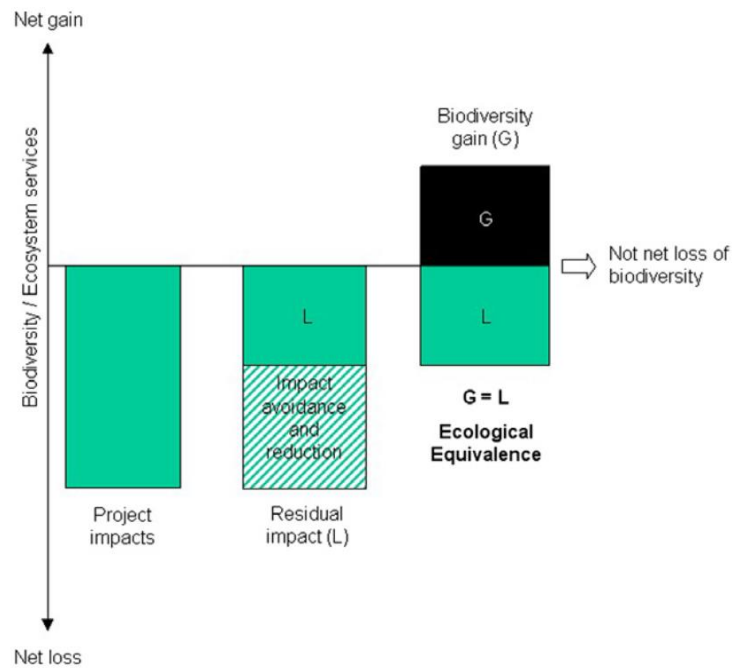 Net gain
Biodiversity / Ecosystem services
Biodiversity
gain (G)
G
Not net loss of
biodiversity
L
L
Impact
avoidance
and
reduction
G = L
Ecological
Equivalence
Project
impacts
Residual
impact (L)
Net loss